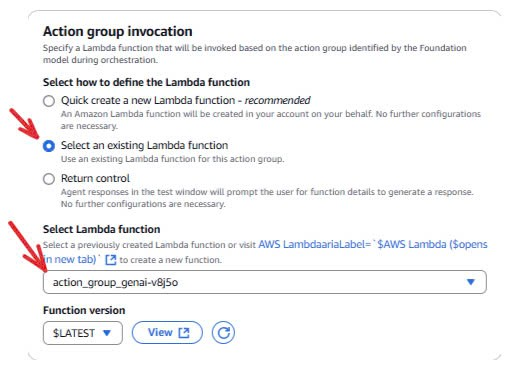 Action group invocation
Specify a Lambda function that will be invoked based on the action group identified by the Foundation
model during orchestration.
Select how to define the Lambda function
Quick create a new Lambda function - recommended
An Amazon Lambda function will be created in your account on your behalf. No further configurations
are necessary.
Select an existing Lambda function
Use an existing Lambda function for this action group.
Return control
Agent responses in the test window will prompt the user for function details to generate a response.
No further configurations are necessary.
Select Lambda function
Select a previously created Lambda function or visit AWS LambdaariaLabel=`$AWS Lambda ($opens
in new tab)` to create a new function.
action_group_genai-v8j5o
Function version
$LATEST View